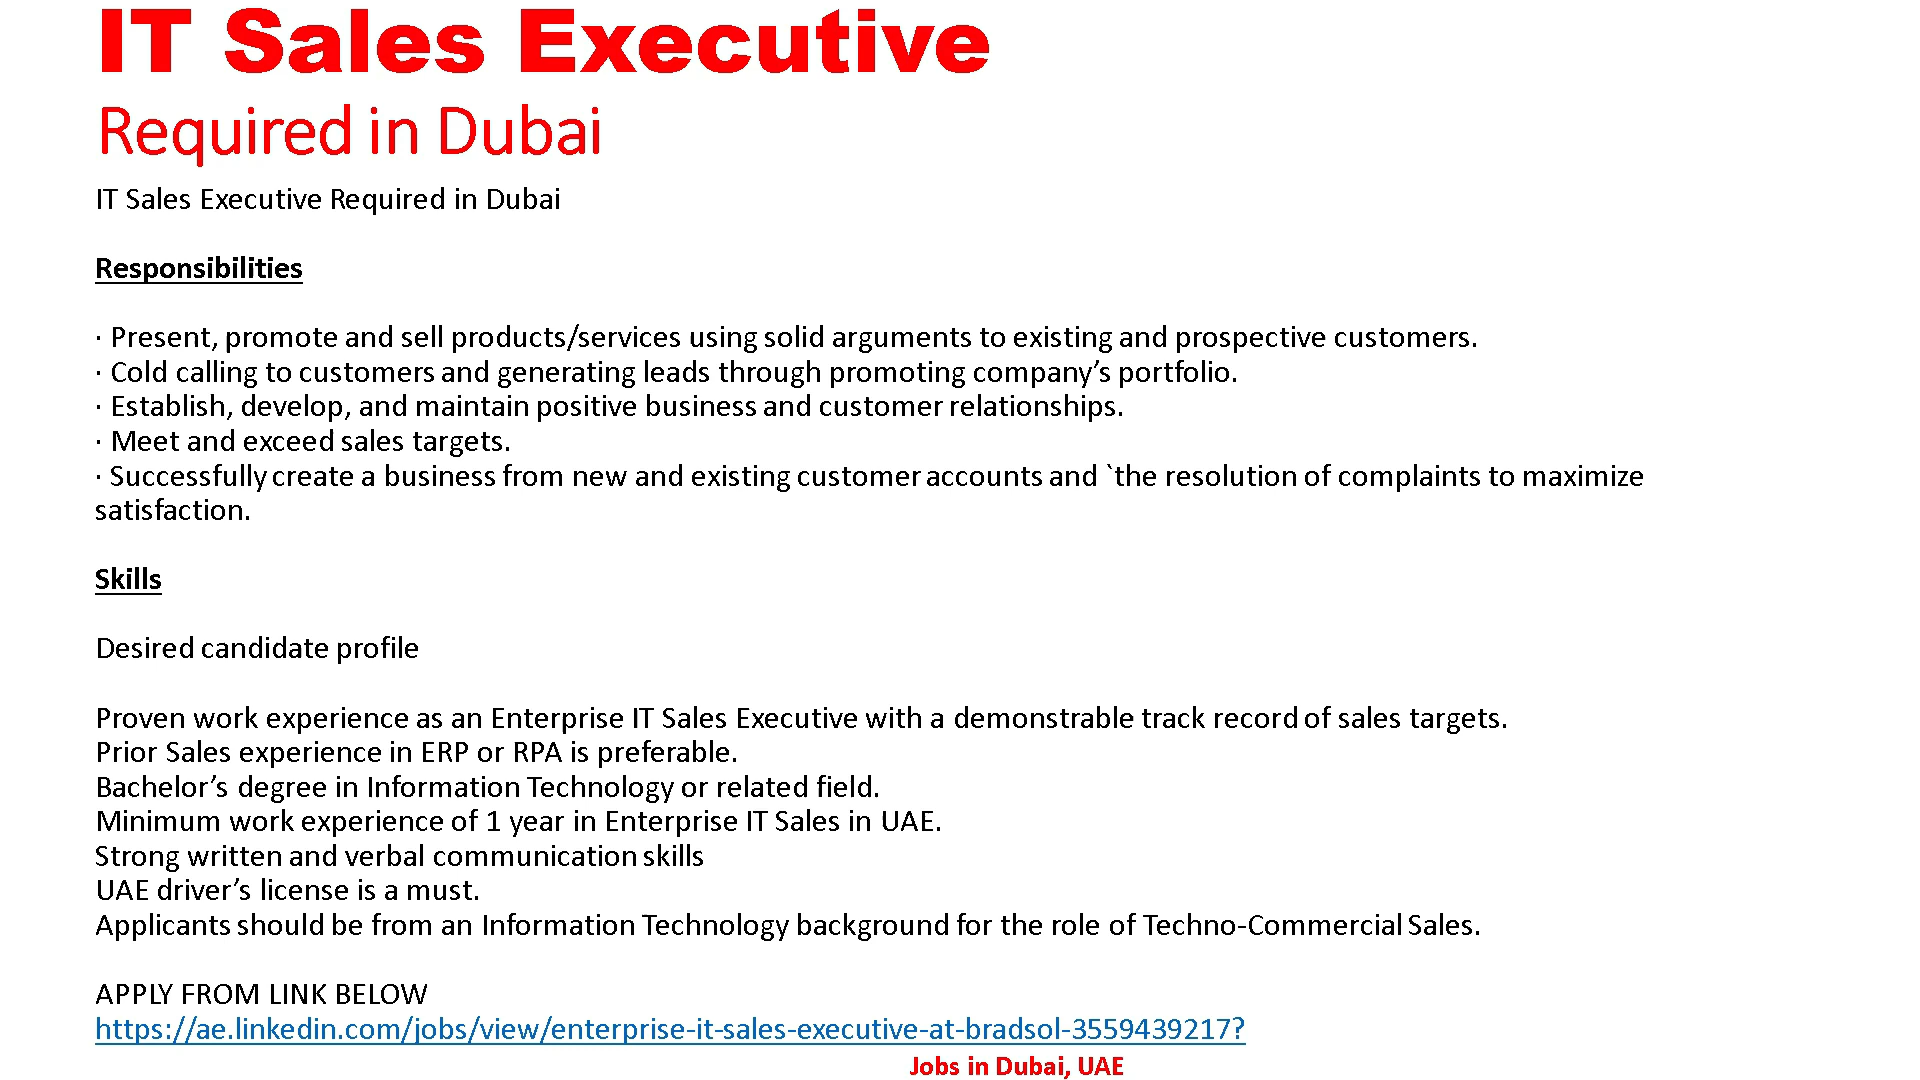 IT Sales Executive
Required in Dubai
IT Sales Executive Required in Dubai
Responsibilities
· Present, promote and sell products/services using solid arguments to existing and prospective customers.
· Cold calling to customers and generating leads through promoting company’s portfolio.
· Establish, develop, and maintain positive business and customer relationships.
· Meet and exceed sales targets.
· Successfully create a business from new and existing customer accounts and `the resolution of complaints to maximize
satisfaction.
Skills
Desired candidate profile
Proven work experience as an Enterprise IT Sales Executive with a demonstrable track record of sales targets.
Prior Sales experience in ERP or RPA is preferable.
Bachelor’s degree in Information Technology or related field.
Minimum work experience of 1 year in Enterprise IT Sales in UAE.
Strong written and verbal communication skills
UAE driver’s license is a must.
Applicants should be from an Information Technology background for the role of Techno-Commercial Sales.
APPLY FROM LINK BELOW
https://ae.linkedin.com/jobs/view/enterprise-it-sales-executive-at-bradsol-3559439217?
Jobs in Dubai, UAE